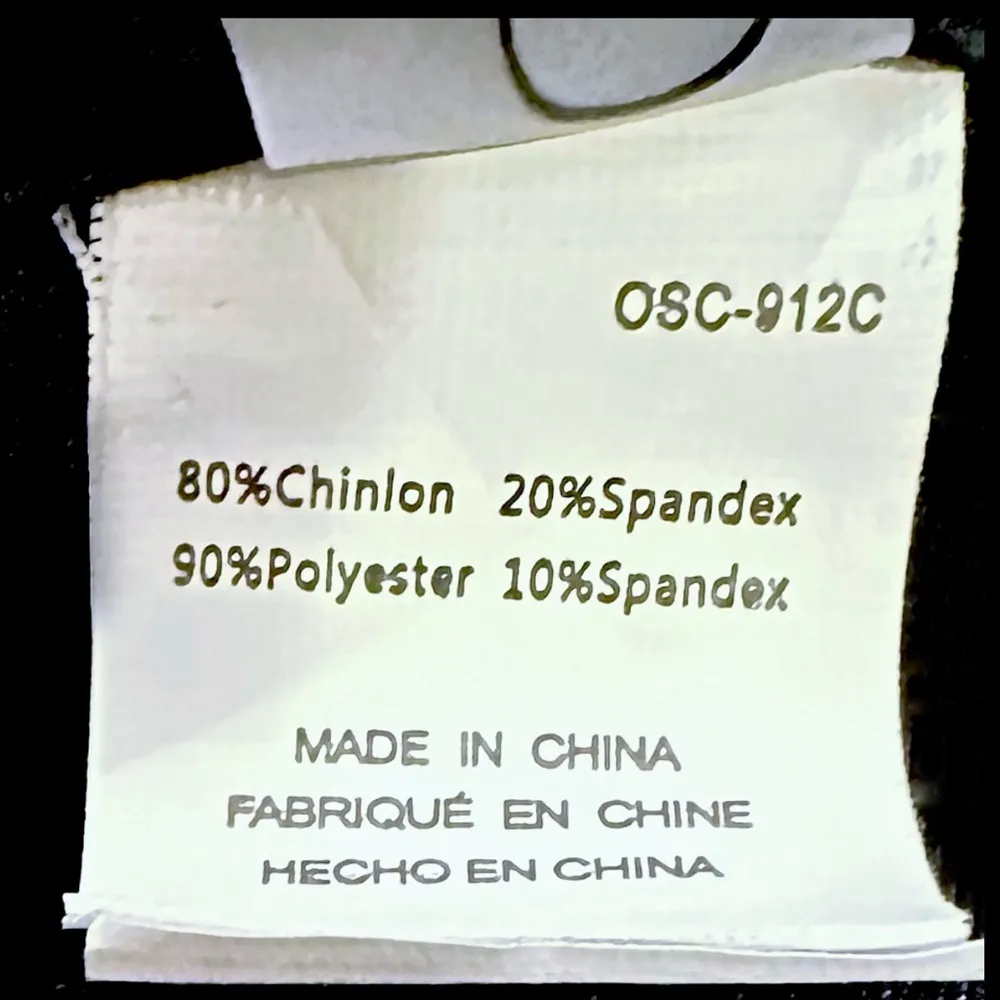 OSC-912C
80%Chinlon 20%Spandex
90%Polyester 10%Spandex
MADE IN CHINA
FABRIQUÉ EN CHINE
HECHO EN CHINA